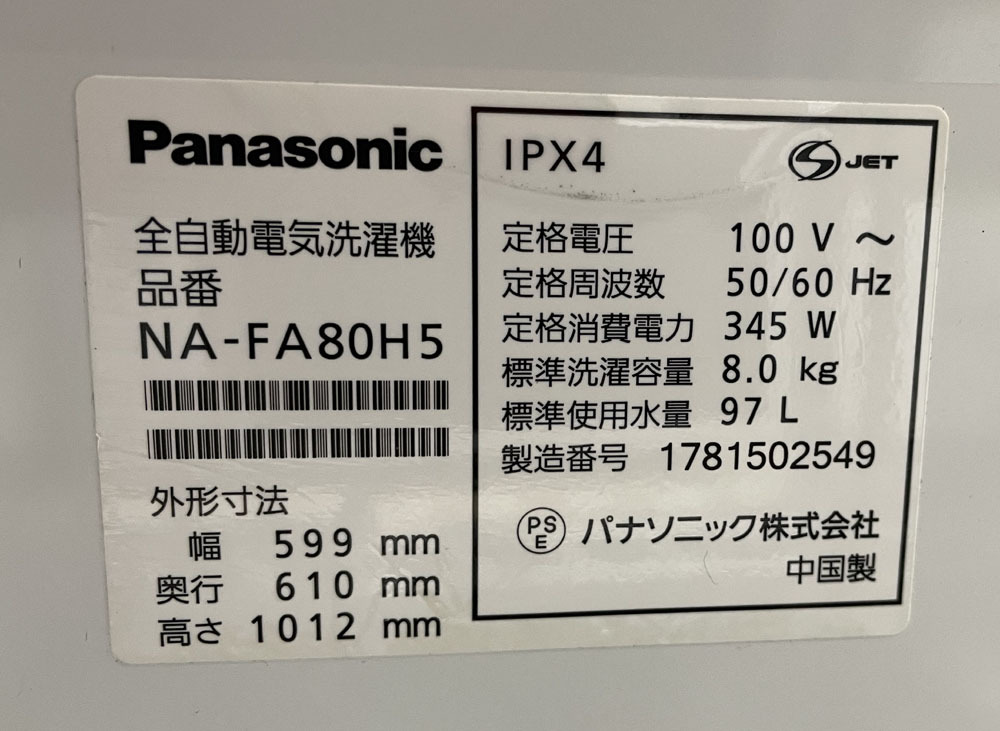 Panasonic
全自動電気洗濯機
品番
NA-FA80H5
外形寸法
幅 599 mm
奥行 610 mm
高さ 1012 mm
IPX4
S JET
定格電圧 100 V ～
定格周波数 50/60 Hz
定格消費電力 345 W
標準洗濯容量 8.0 kg
標準使用水量 97 L
製造番号 1781502549
PS
E
パナソニック株式会社
中国製